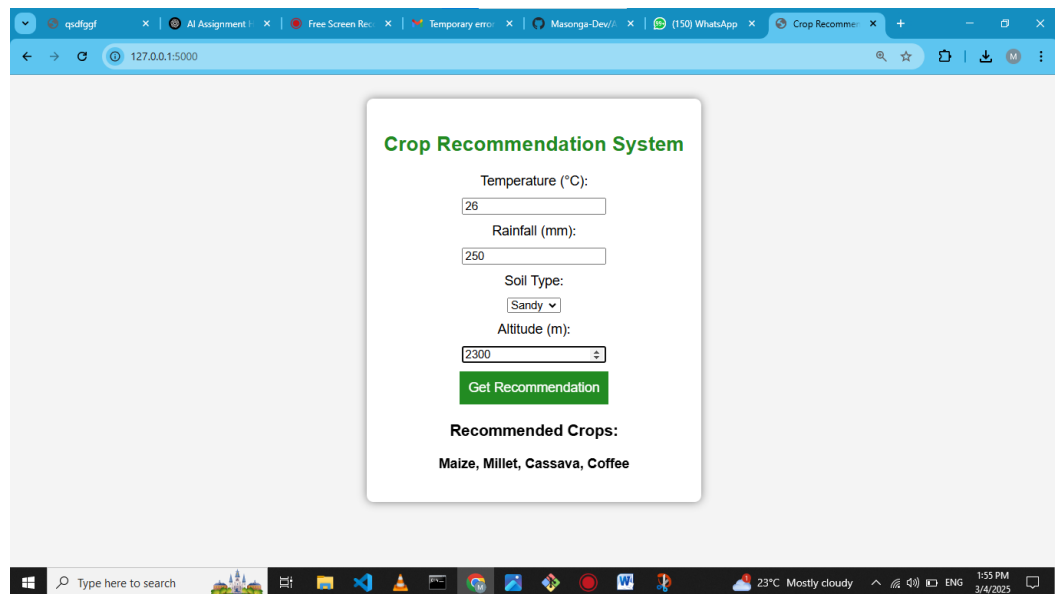 qsdfggf
AI Assignment H
Free Screen Rec
Temporary error
Masonga-Dev/A
(150) WhatsApp
Crop Recommen
127.0.0.1:5000
M
Crop Recommendation System
Temperature (°C):
26
Rainfall (mm):
250
Soil Type:
Sandy
Altitude (m):
2300
Get Recommendation
Recommended Crops:
Maize, Millet, Cassava, Coffee
Type here to search
23°C Mostly cloudy
ENG
1:55 PM
3/4/2025